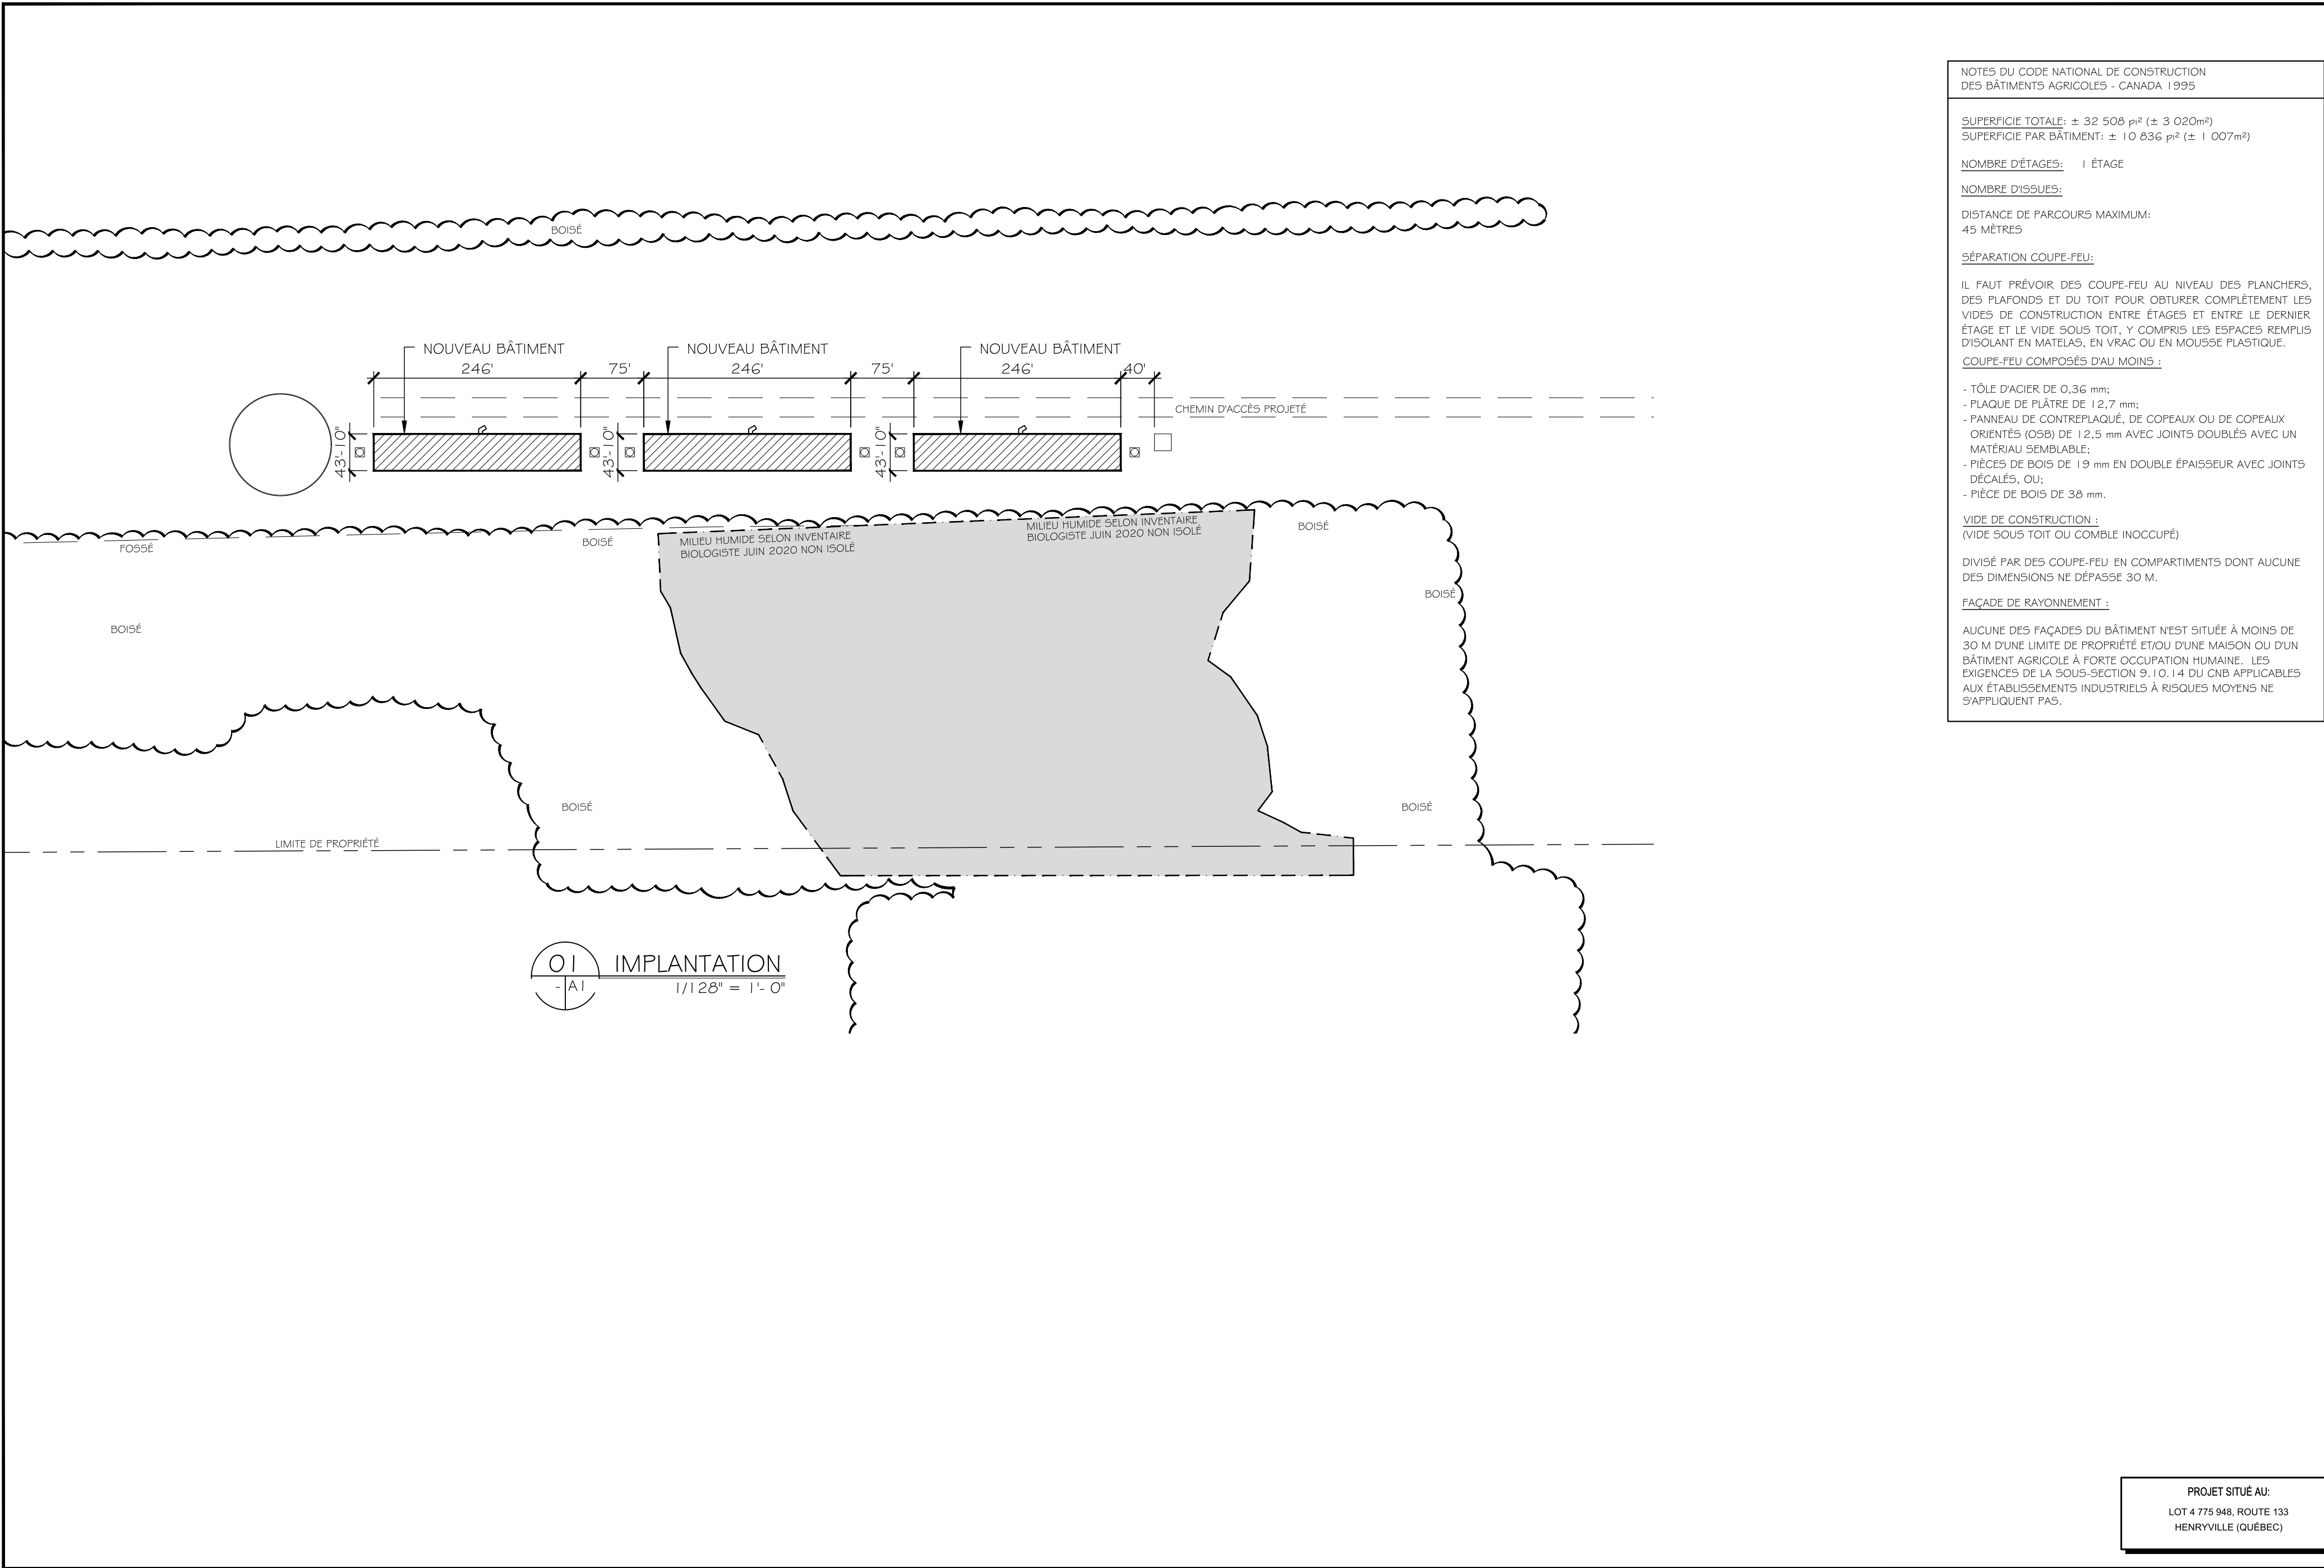 NOTES DU CODE NATIONAL DE CONSTRUCTION
DES BÂTIMENTS AGRICOLES - CANADA 1995
SUPERFICIE TOTALE: ± 32 508 pi² (± 3 020m²)
SUPERFICIE PAR BÂTIMENT: ± 10 836 pi² (± 1 007m²)
NOMBRE D'ÉTAGES: 1 ÉTAGE
NOMBRE D'ISSUES:
DISTANCE DE PARCOURS MAXIMUM:
45 MÈTRES
SÉPARATION COUPE-FEU:
IL FAUT PRÉVOIR DES COUPE-FEU AU NIVEAU DES PLANCHERS,
DES PLAFONDS ET DU TOIT POUR OBTURER COMPLÈTEMENT LES
VIDES DE CONSTRUCTION ENTRE ÉTAGES ET ENTRE LE DERNIER
ÉTAGE ET LE VIDE SOUS TOIT, Y COMPRIS LES ESPACES REMPLIS
D'ISOLANT EN MATELAS, EN VRAC OU EN MOUSSE PLASTIQUE.
COUPE-FEU COMPOSÉS D'AU MOINS :
- TÔLE D'ACIER DE 0,36 mm;
- PLAQUE DE PLÂTRE DE 12,7 mm;
- PANNEAU DE CONTREPLAQUÉ, DE COPEAUX OU DE COPEAUX
ORIENTÉS (OSB) DE 12,5 mm AVEC JOINTS DOUBLÉS AVEC UN
MATÉRIAU SEMBLABLE;
- PIÈCES DE BOIS DE 19 mm EN DOUBLE ÉPAISSEUR AVEC JOINTS
DÉCALÉS, OU;
- PIÈCE DE BOIS DE 38 mm.
VIDE DE CONSTRUCTION :
(VIDE SOUS TOIT OU COMBLE INOCCUPÉ)
DIVISÉ PAR DES COUPE-FEU EN COMPARTIMENTS DONT AUCUNE
DES DIMENSIONS NE DÉPASSE 30 M.
FAÇADE DE RAYONNEMENT :
AUCUNE DES FAÇADES DU BÂTIMENT N'EST SITUÉE À MOINS DE
30 M D'UNE LIMITE DE PROPRIÉTÉ ET/OU D'UNE MAISON OU D'UN
BÂTIMENT AGRICOLE À FORTE OCCUPATION HUMAINE. LES
EXIGENCES DE LA SOUS-SECTION 9.10.14 DU CNB APPLICABLES
AUX ÉTABLISSEMENTS INDUSTRIELS À RISQUES MOYENS NE
S'APPLIQUENT PAS.
BOISÉ
NOUVEAU BÂTIMENT
NOUVEAU BÂTIMENT
NOUVEAU BÂTIMENT
246'
75'
246'
75'
246'
40'
CHEMIN D'ACCÈS PROJETÉ
43'-10"
43'-10"
43'-10"
FOSSÉ
BOISÉ
MILIEU HUMIDE SELON INVENTAIRE
BIOLOGISTE JUIN 2020 NON ISOLÉ
MILIEU HUMIDE SELON INVENTAIRE
BIOLOGISTE JUIN 2020 NON ISOLÉ
BOISÉ
BOISÉ
BOISÉ
BOISÉ
BOISÉ
LIMITE DE PROPRIÉTÉ
01
- A1
IMPLANTATION
1/128" = 1'- 0"
PROJET SITUÉ AU:
LOT 4 775 948, ROUTE 133
HENRYVILLE (QUÉBEC)